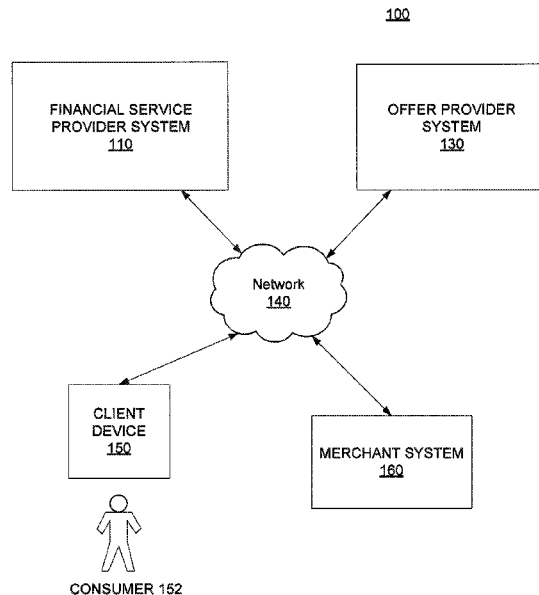 100
FINANCIAL SERVICE
PROVIDER SYSTEM
110
OFFER PROVIDER
SYSTEM
130
Network
140
CLIENT
DEVICE
150
MERCHANT SYSTEM
160
CONSUMER 152